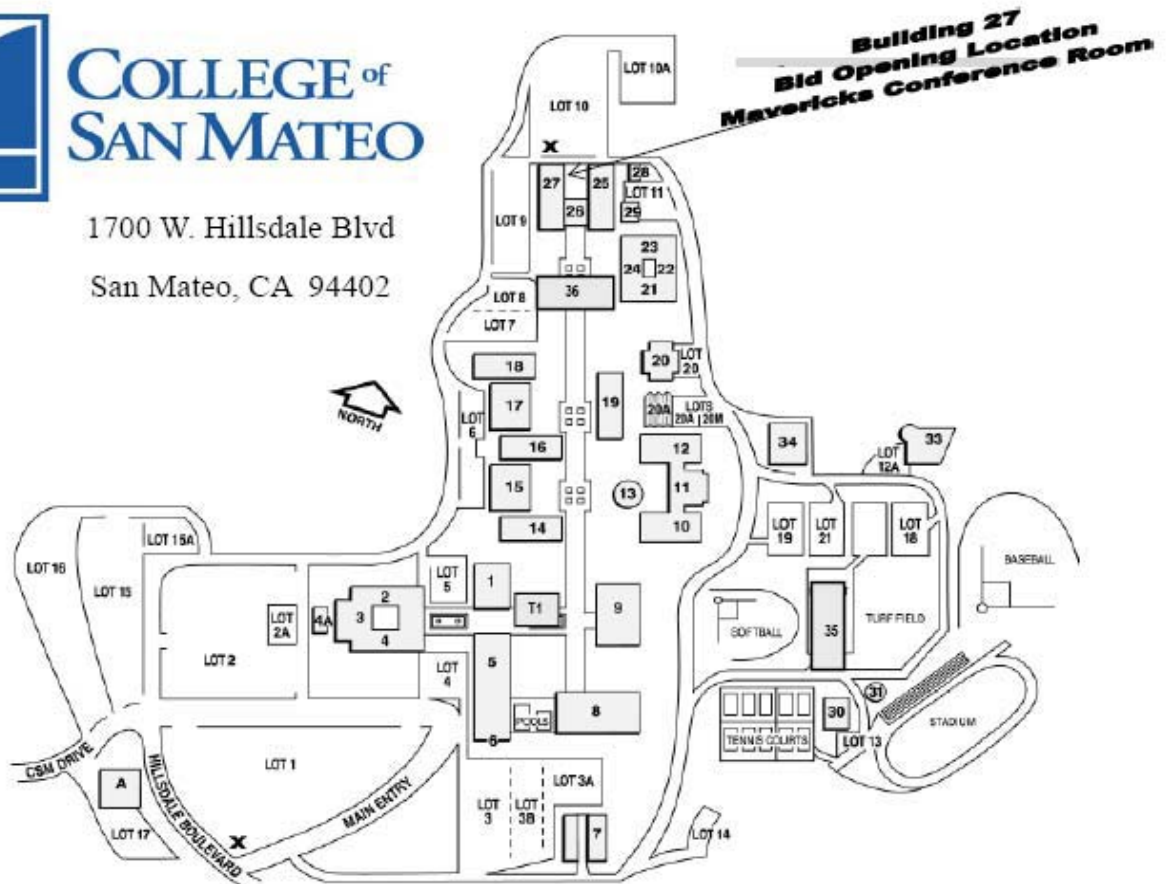 COLLEGE of
SAN MATEO
1700 W. Hillsdale Blvd
San Mateo, CA 94402
Building 27
Bid Opening Location
Mavericks Conference Room
LOT 10A
LOT 10
X
27
25
28
LOT 11
26
29
LOT 9
23
24
22
21
36
LOT 8
LOT 7
18
20
LOT
20
NORTH
17
19
LOT
6
20A
LOTS
20A
20M
16
12
34
33
LOT
12A
15
13
11
14
10
LOT
19
LOT
21
LOT
18
LOT 16
LOT 15A
LOT 15
BASEBALL
LOT
5
1
2
T1
9
LOT
2A
4A
3
4
SOFTBALL
35
TURF FIELD
LOT 2
LOT
4
5
POOLS
8
6
31
30
STADIUM
TENNIS COURTS
LOT 13
CSM DRIVE
LOT 1
A
HILLSDALE BOULEVARD
MAIN ENTRY
LOT 3A
LOT
3
LOT
3B
LOT 17
X
7
LOT 14